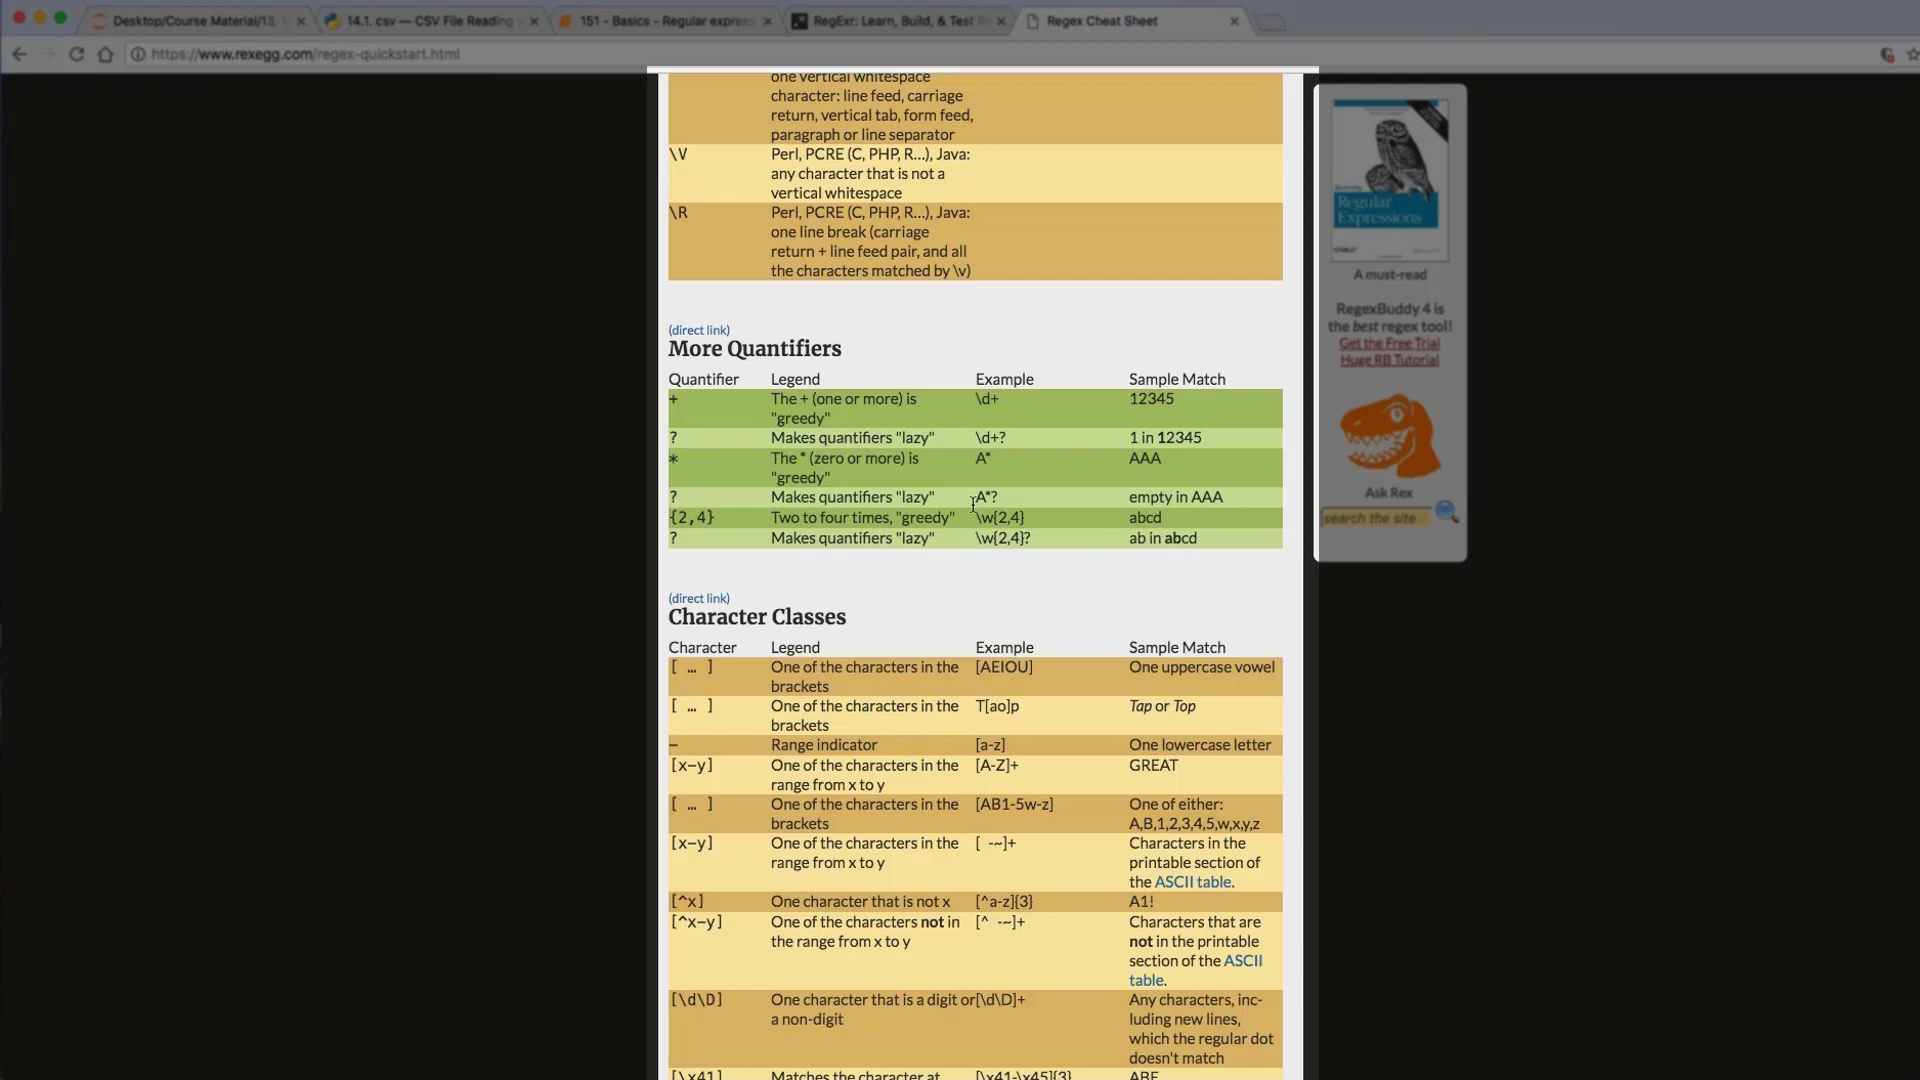 Desktop/Course Material/13.
14.1. csv — CSV File Reading
151 - Basics - Regular expres
RegExr: Learn, Build, & Test
Regex Cheat Sheet
https://www.rexegg.com/regex-quickstart.html
one vertical whitespace
character: line feed, carriage
return, vertical tab, form feed,
paragraph or line separator
\V Perl, PCRE (C, PHP, R…), Java:
any character that is not a
vertical whitespace
\R Perl, PCRE (C, PHP, R…), Java:
one line break (carriage
return + line feed pair, and all
the characters matched by \v)
(direct link)
More Quantifiers
Quantifier Legend Example Sample Match
+ The + (one or more) is \d+ 12345
"greedy"
? Makes quantifiers "lazy" \d+? 1 in 12345
* The * (zero or more) is A* AAA
"greedy"
? Makes quantifiers "lazy" A*? empty in AAA
{2,4} Two to four times, "greedy" \w{2,4} abcd
? Makes quantifiers "lazy" \w{2,4}? ab in abcd
(direct link)
Character Classes
Character Legend Example Sample Match
[ … ] One of the characters in the [AEIOU] One uppercase vowel
brackets
[ … ] One of the characters in the T[ao]p Tap or Top
brackets
- Range indicator [a-z] One lowercase letter
[x-y] One of the characters in the [A-Z]+ GREAT
range from x to y
[ … ] One of the characters in the [AB1-5w-z] One of either:
brackets A,B,1,2,3,4,5,w,x,y,z
[x-y] One of the characters in the [ -~]+ Characters in the
range from x to y printable section of
the ASCII table.
[^x] One character that is not x [^a-z]{3} A1!
[^x-y] One of the characters not in [^ -~]+ Characters that are
the range from x to y not in the printable
section of the ASCII
table.
[\d\D] One character that is a digit or [\d\D]+ Any characters, inc-
a non-digit luding new lines,
which the regular dot
doesn't match
[\x41] Matches the character at [\x41-\x45]{3} ABE
Regular
Expressions
O'REILLY
A must-read
RegexBuddy 4 is
the best regex tool!
Get the Free Trial
Huge RB Tutorial
Ask Rex
search the site